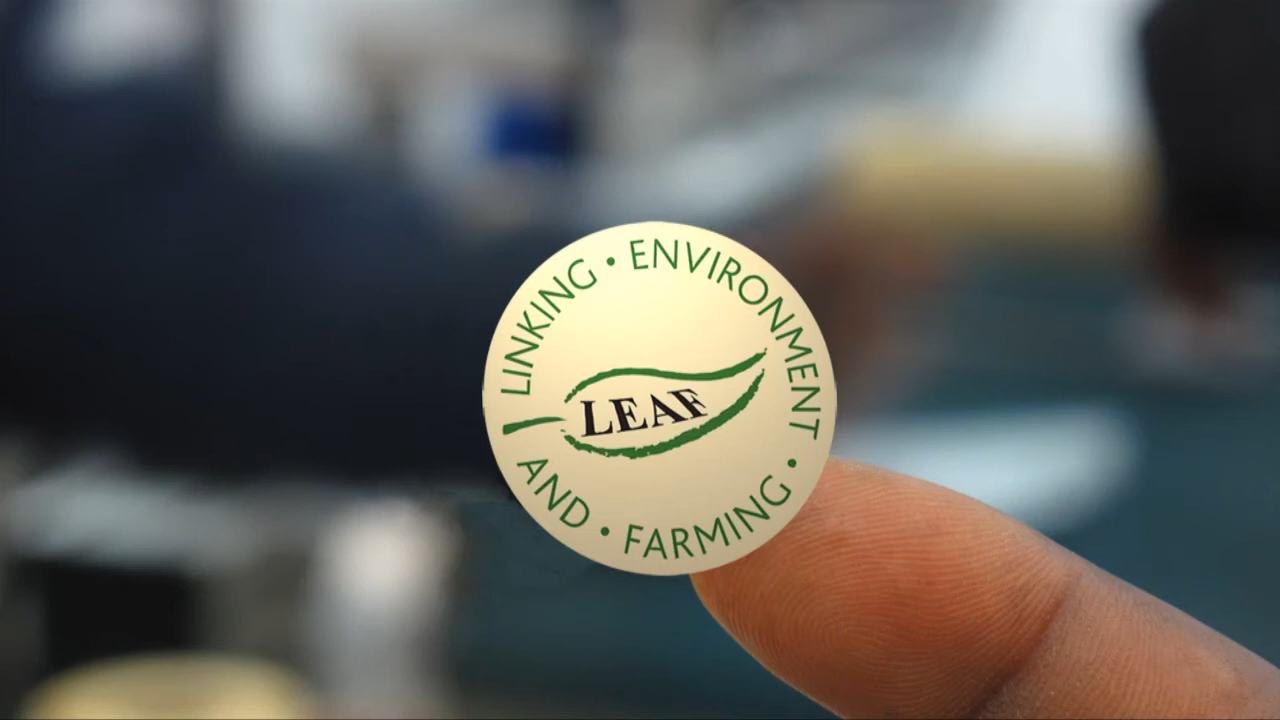 LINKING • ENVIRONMENT
AND • FARMING •
LEAF